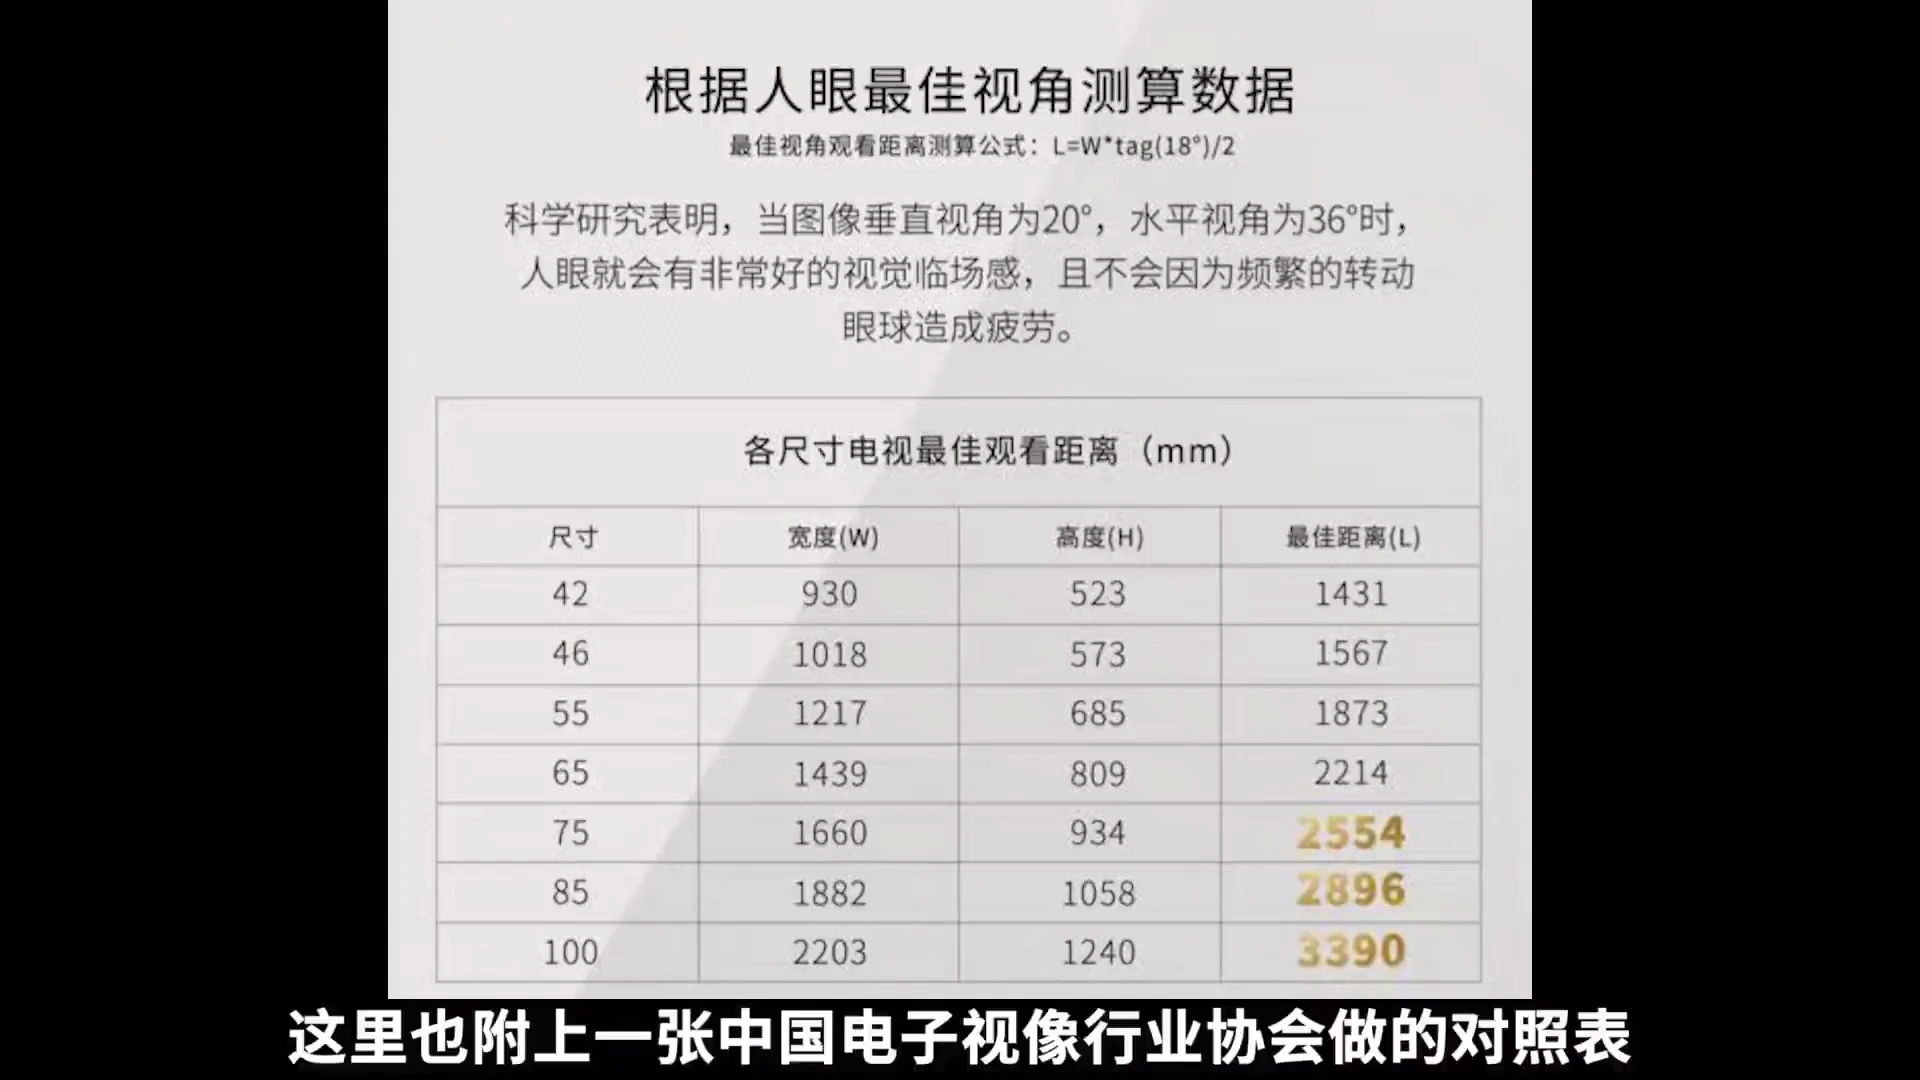 根据人眼最佳视角测算数据
最佳视角观看距离测算公式：L=W*tag(18°)/2
科学研究表明，当图像垂直视角为20°，水平视角为36°时，
人眼就会有非常好的视觉临场感，且不会因为频繁的转动
眼球造成疲劳。
各尺寸电视最佳观看距离（mm）
尺寸 宽度(W) 高度(H) 最佳距离(L)
42 930 523 1431
46 1018 573 1567
55 1217 685 1873
65 1439 809 2214
75 1660 934 2554
85 1882 1058 2896
100 2203 1240 3390
这里也附上一张中国电子视像行业协会做的对照表